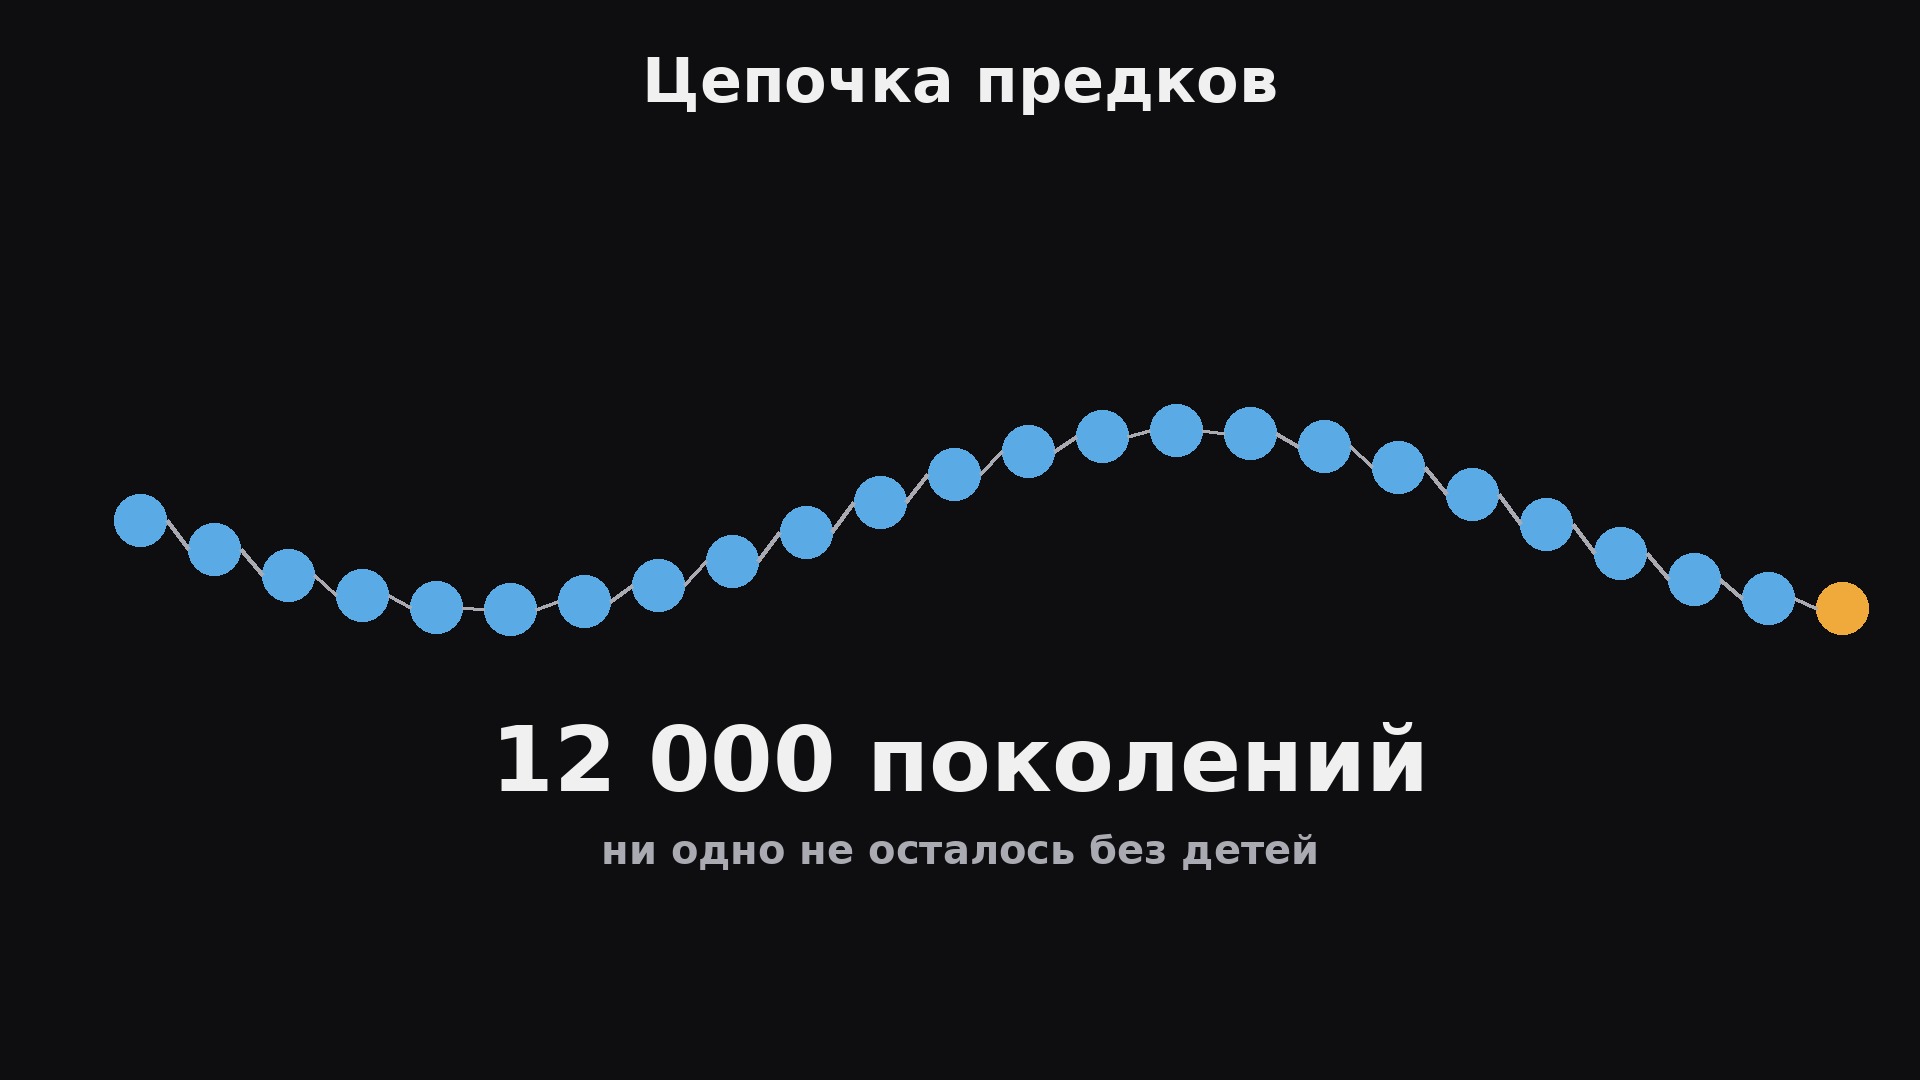 Цепочка предков
12 000 поколений
ни одно не осталось без детей